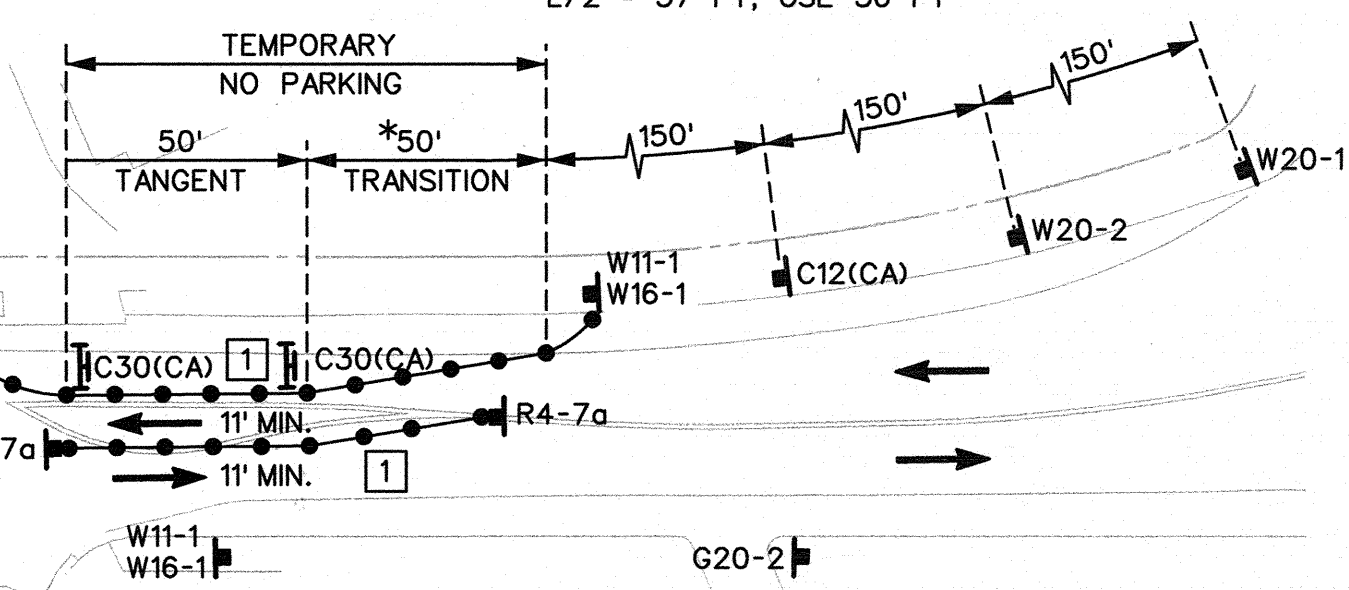 TEMPORARY
NO PARKING
150'
150'
150'
50'
*50'
TANGENT
TRANSITION
W20-1
W20-2
W11-1
W16-1
C12(CA)
C30(CA)
1
C30(CA)
11' MIN.
R4-7a
7a
11' MIN.
1
W11-1
W16-1
G20-2